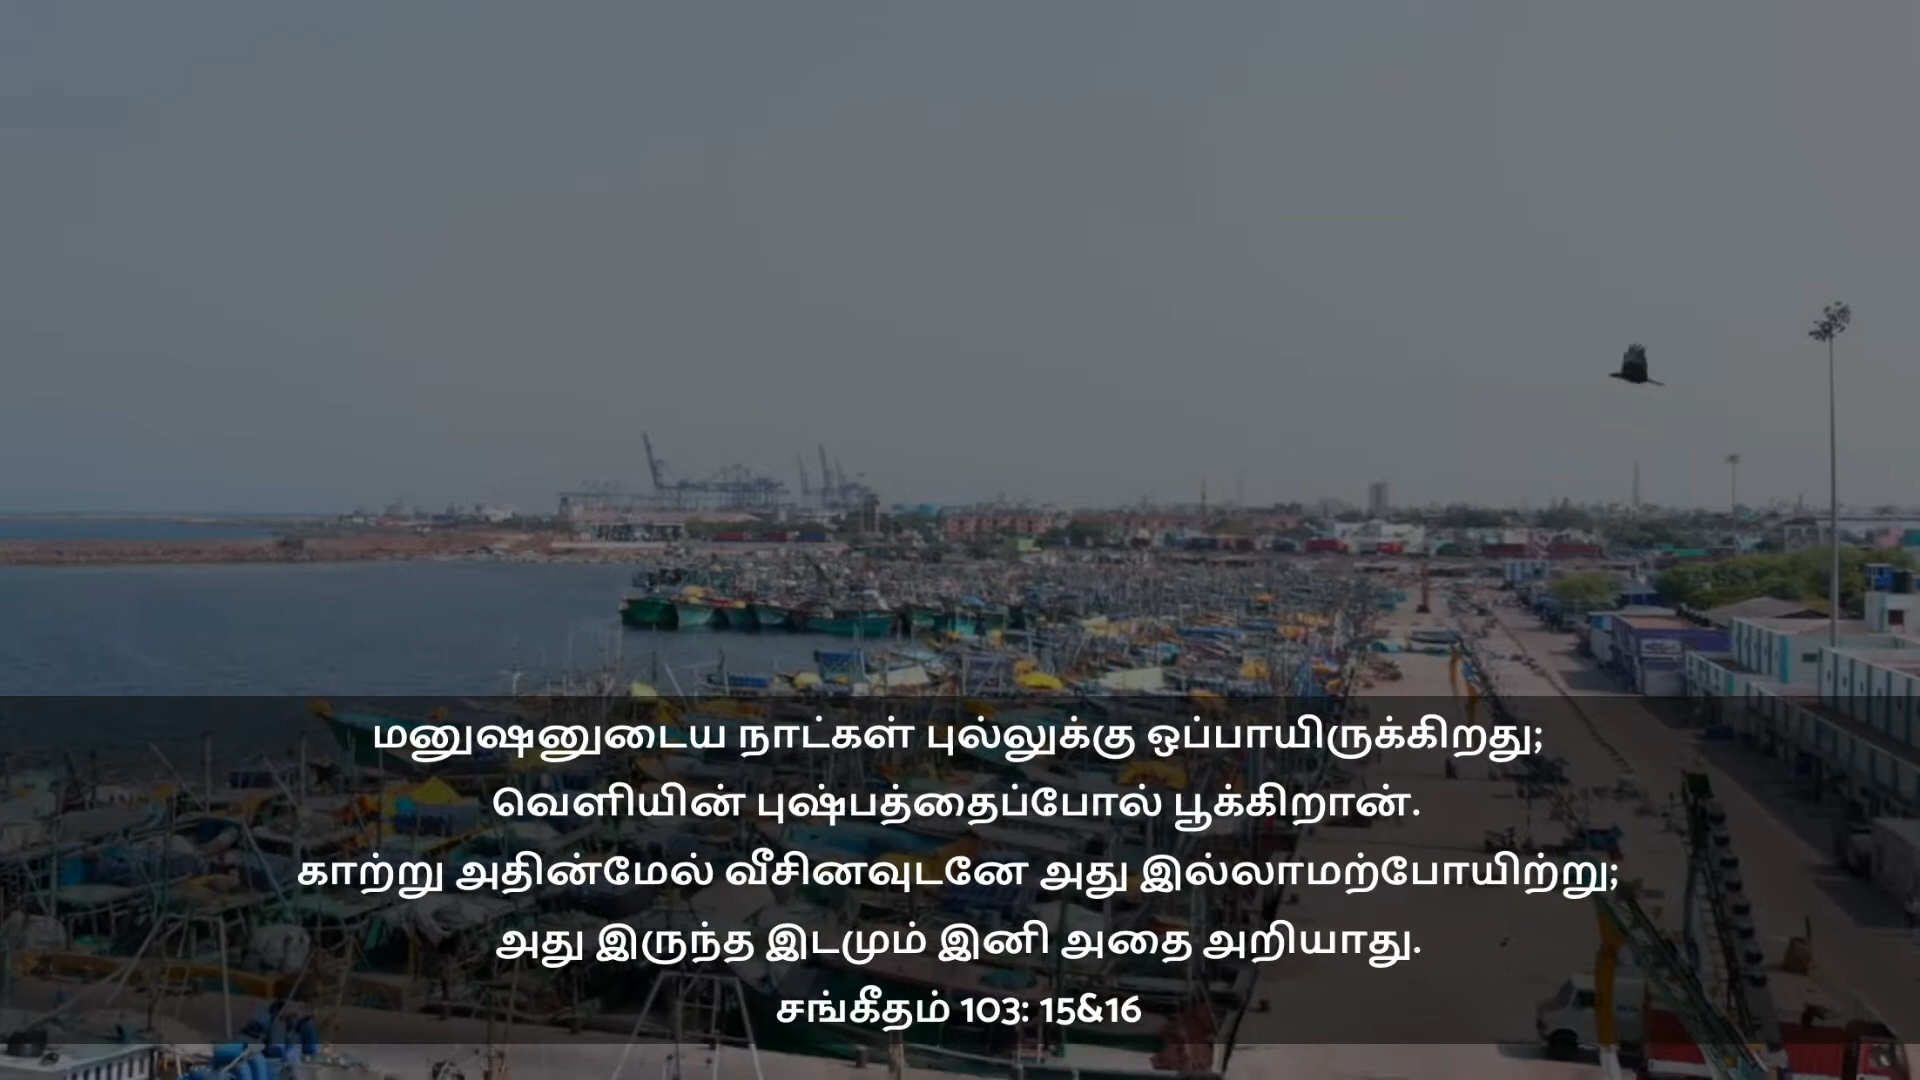 மனுஷனுடைய நாட்கள் புல்லுக்கு ஒப்பாயிருக்கிறது;
வெளியின் புஷ்பத்தைப்போல் பூக்கிறான்.
காற்று அதின்மேல் வீசினவுடனே அது இல்லாமற்போயிற்று;
அது இருந்த இடமும் இனி அதை அறியாது.
சங்கீதம் 103: 15&16